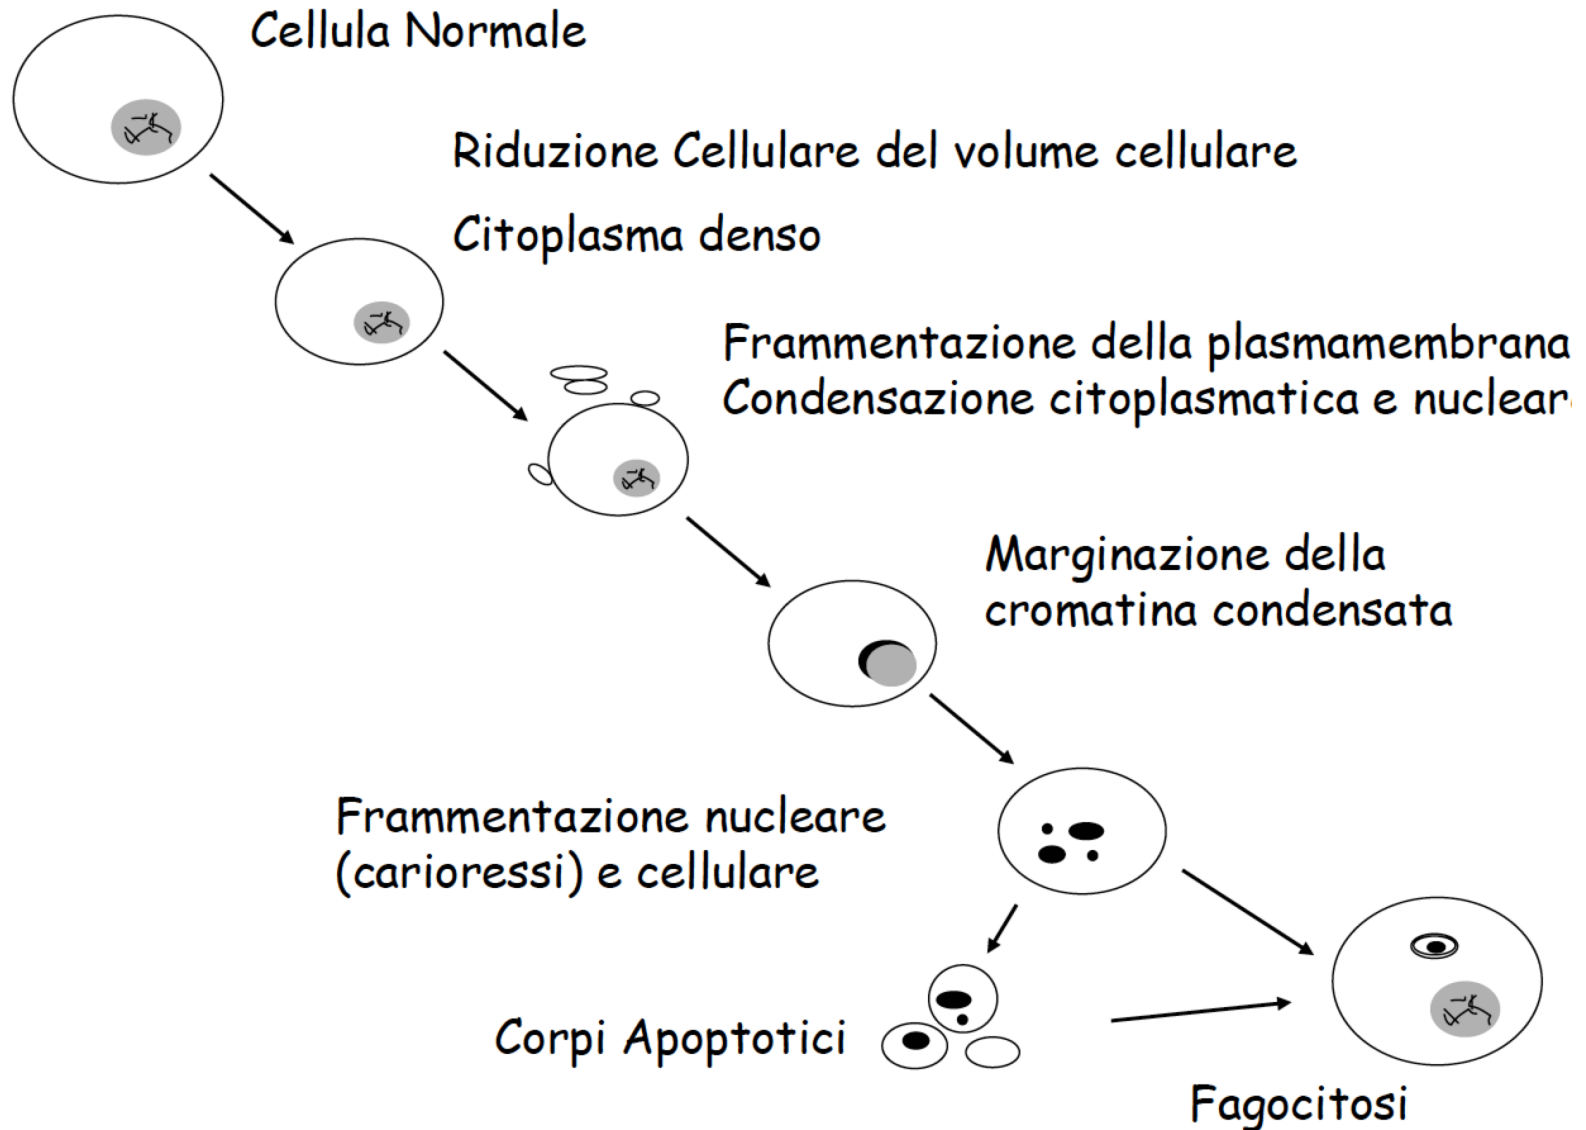 Cellula Normale
Riduzione Cellulare del volume cellulare
Citoplasma denso
Frammentazione della plasmamembrana
Condensazione citoplasmatica e nuclear
Marginazione della
cromatina condensata
Frammentazione nucleare
(carioressi) e cellulare
Corpi Apoptotici
Fagocitosi